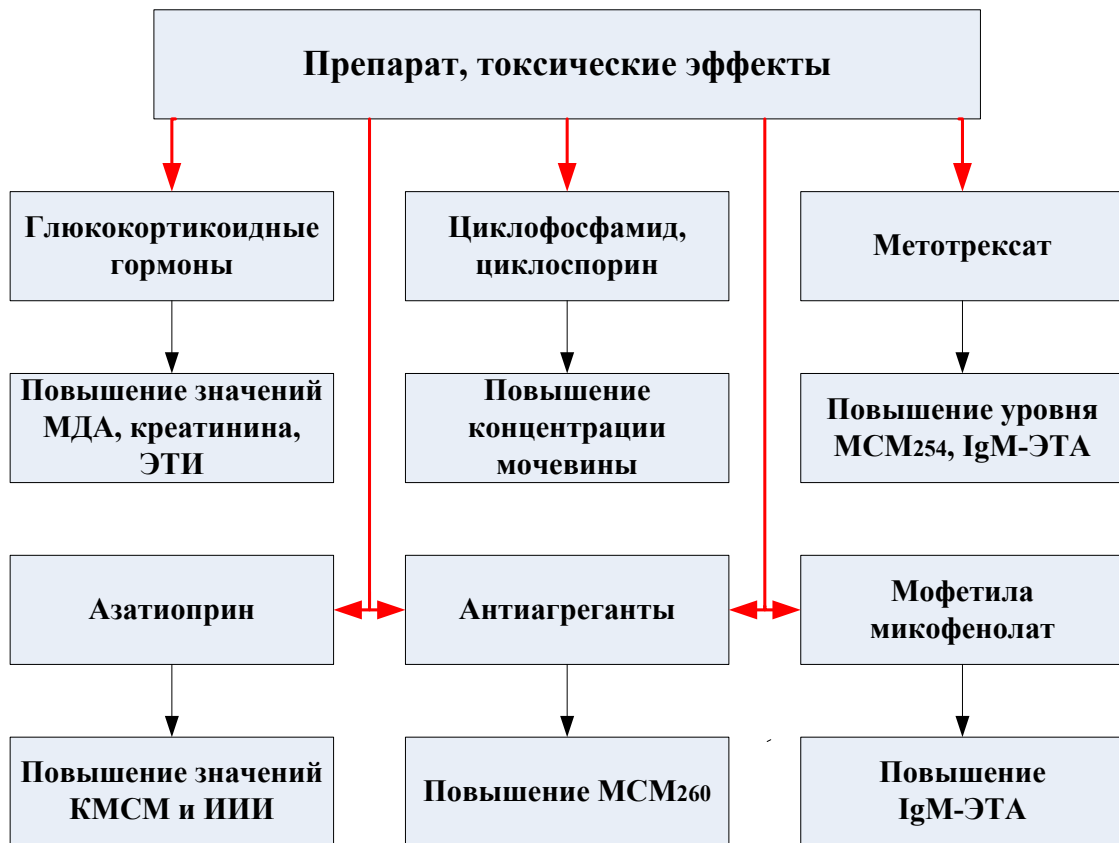 Препарат, токсические эффекты
Глюкокортикоидные
гормоны
Циклофосфамид,
циклоспорин
Метотрексат
Повышение значений
МДА, креатинина,
ЭТИ
Повышение
концентрации
мочевины
Повышение уровня
МСМ254, IgM-ЭТА
Азатиоприн
Антиагреганты
Мофетила
микофенолат
Повышение значений
КМСМ и ИИИ
Повышение МСМ260
Повышение
IgM-ЭТА